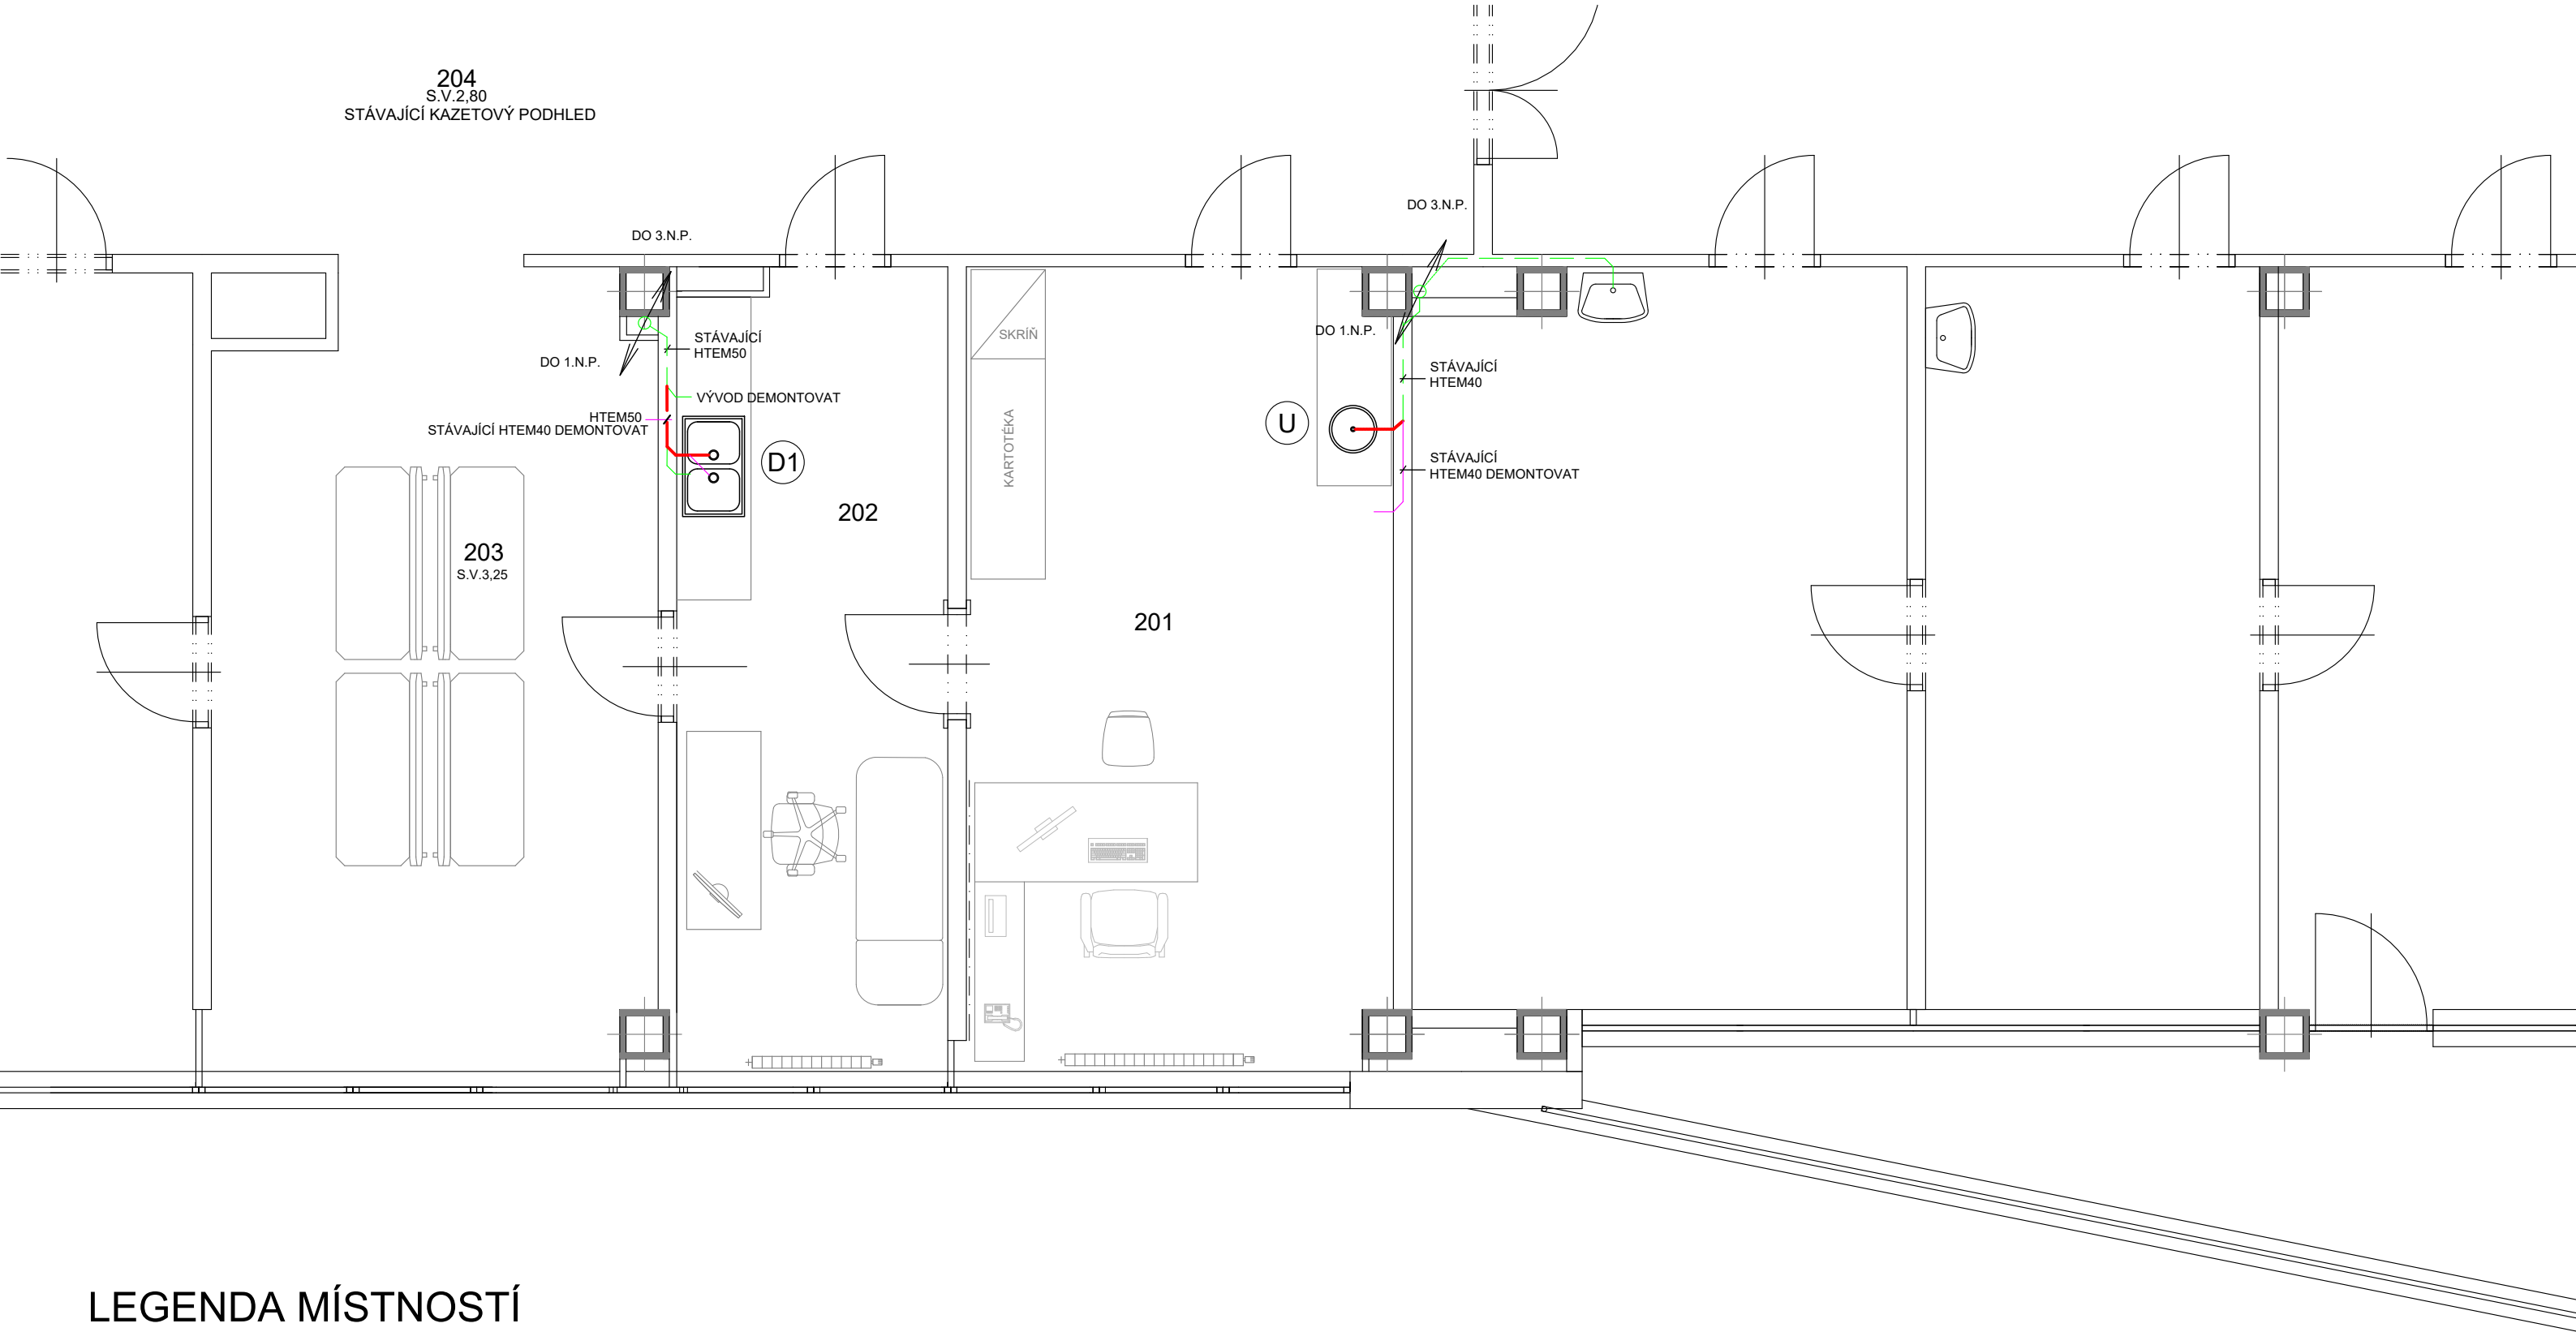 204
S.V.2,80
STÁVAJÍCÍ KAZETOVÝ PODHLED
DO 3.N.P.
DO 3.N.P.
DO 1.N.P.
DO 1.N.P.
STÁVAJÍCÍ
HTEM50
SKRÍŇ
STÁVAJÍCÍ
HTEM40
VÝVOD DEMONTOVAT
HTEM50
STÁVAJÍCÍ HTEM40 DEMONTOVAT
D1
KARTOTÉKA
U
STÁVAJÍCÍ
HTEM40 DEMONTOVAT
202
203
S.V.3,25
201
LEGENDA MÍSTNOSTÍ